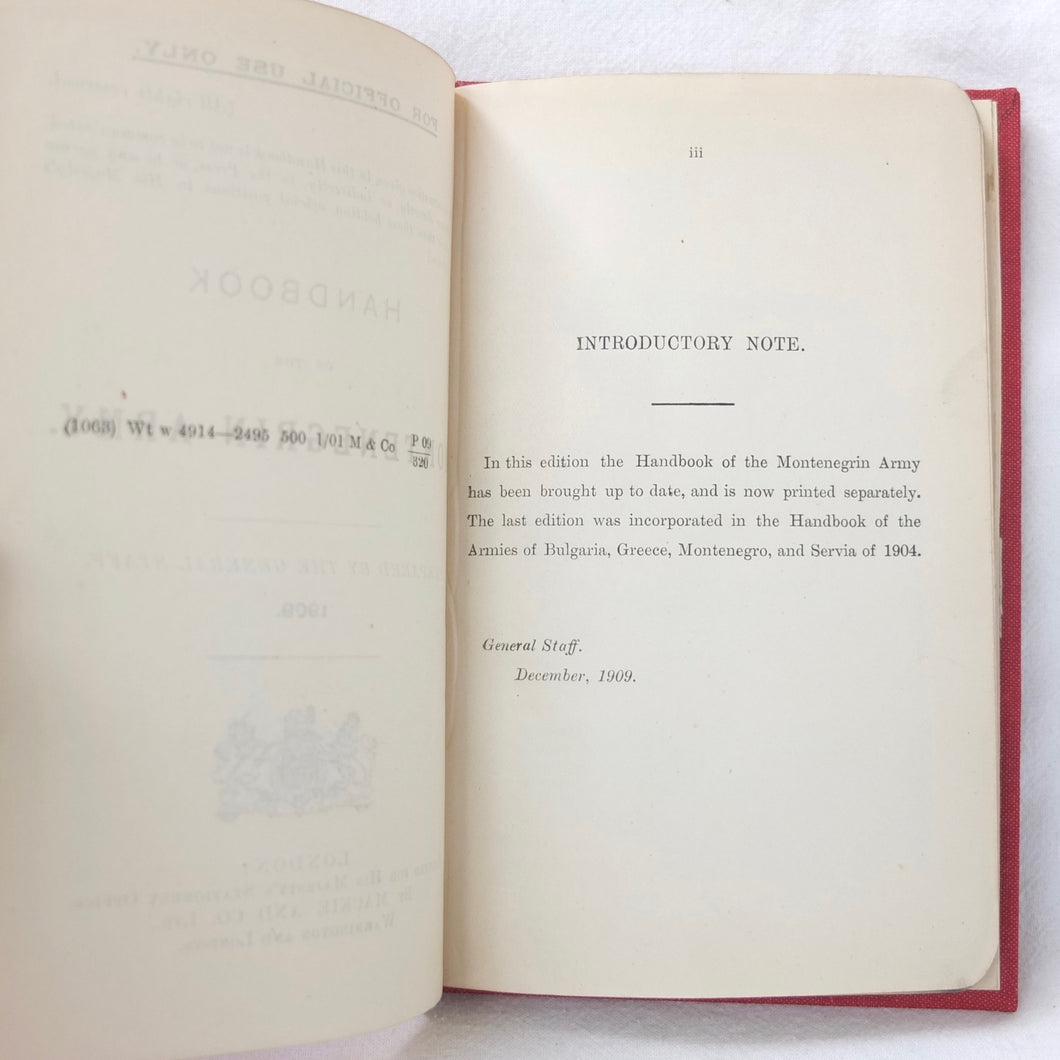 (1063) Wt w 4914—2495 500 1/01 M & Co P 09
320
iii
INTRODUCTORY NOTE.
In this edition the Handbook of the Montenegrin Army
has been brought up to date, and is now printed separately.
The last edition was incorporated in the Handbook of the
Armies of Bulgaria, Greece, Montenegro, and Servia of 1904.
General Staff.
December, 1909.